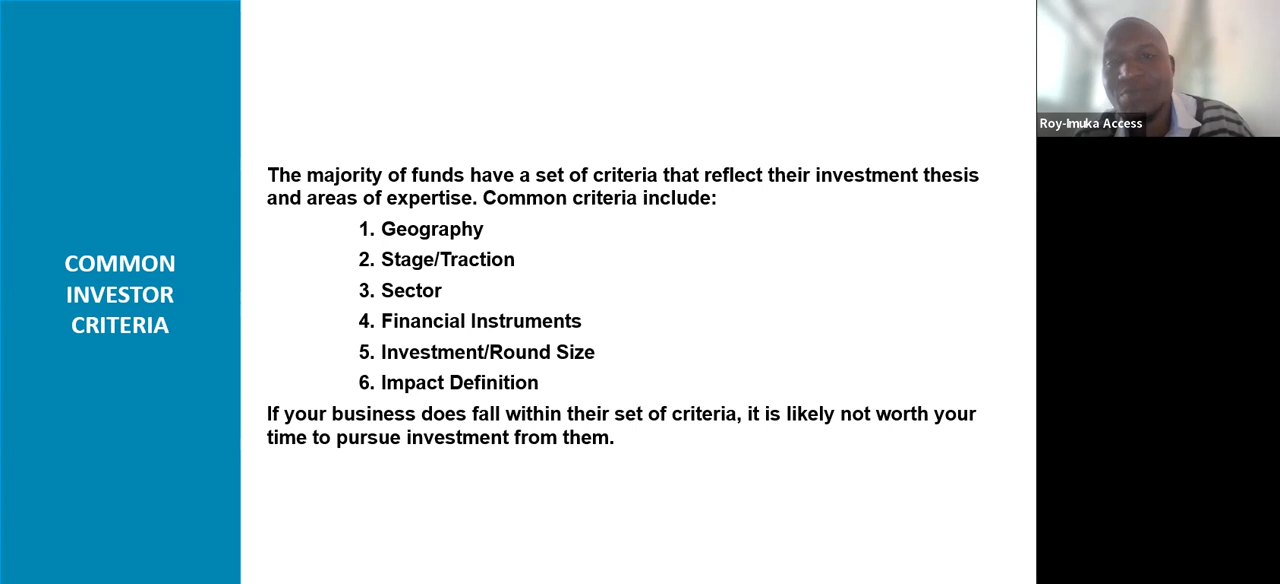 COMMON
INVESTOR
CRITERIA
The majority of funds have a set of criteria that reflect their investment thesis
and areas of expertise. Common criteria include:
1. Geography
2. Stage/Traction
3. Sector
4. Financial Instruments
5. Investment/Round Size
6. Impact Definition
If your business does fall within their set of criteria, it is likely not worth your
time to pursue investment from them.
Roy-Imuka Access